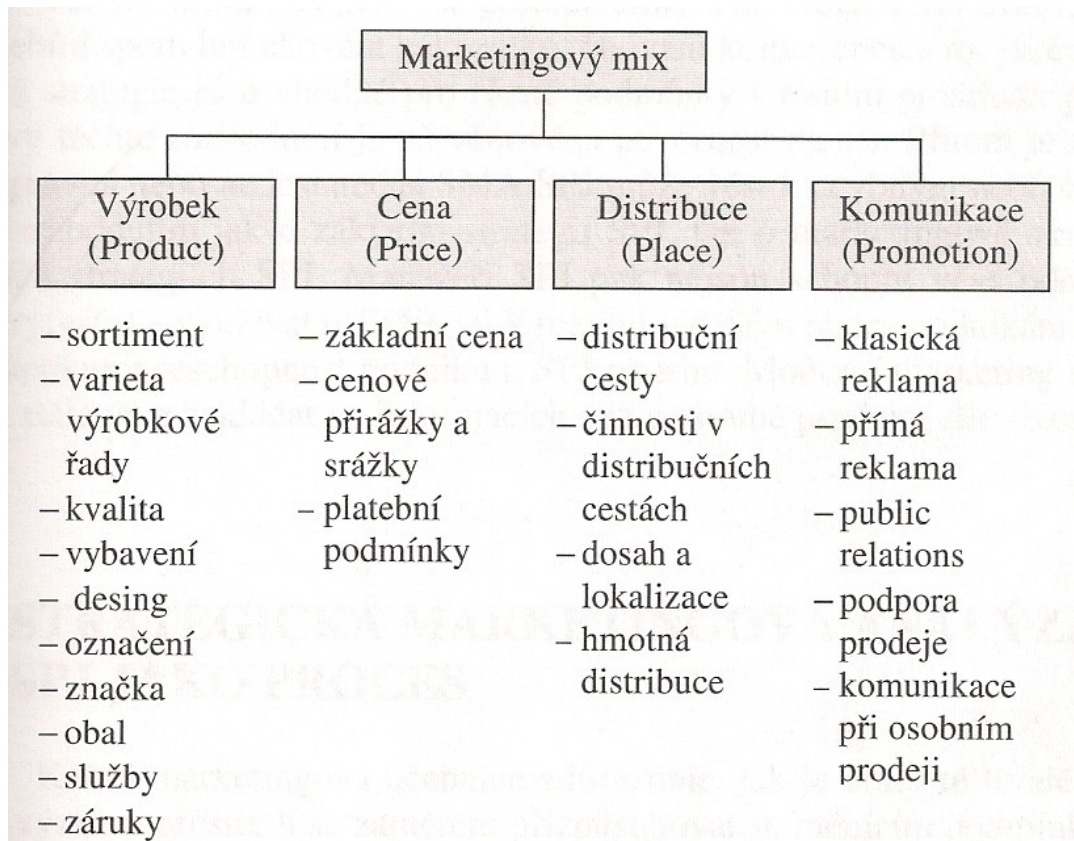 Marketingový mix
Výrobek
(Product)
– sortiment
– varieta
výrobkové
řady
– kvalita
– vybavení
– desing
– označení
– značka
– obal
– služby
– záruky
Cena
(Price)
– základní cena
– cenové
přirážky a
srážky
– platební
podmínky
Distribuce
(Place)
– distribuční
cesty
– činnosti v
distribučních
cestách
– dosah a
lokalizace
– hmotná
distribuce
Komunikace
(Promotion)
– klasická
reklama
– přímá
reklama
– public
relations
– podpora
prodeje
– komunikace
při osobním
prodeji